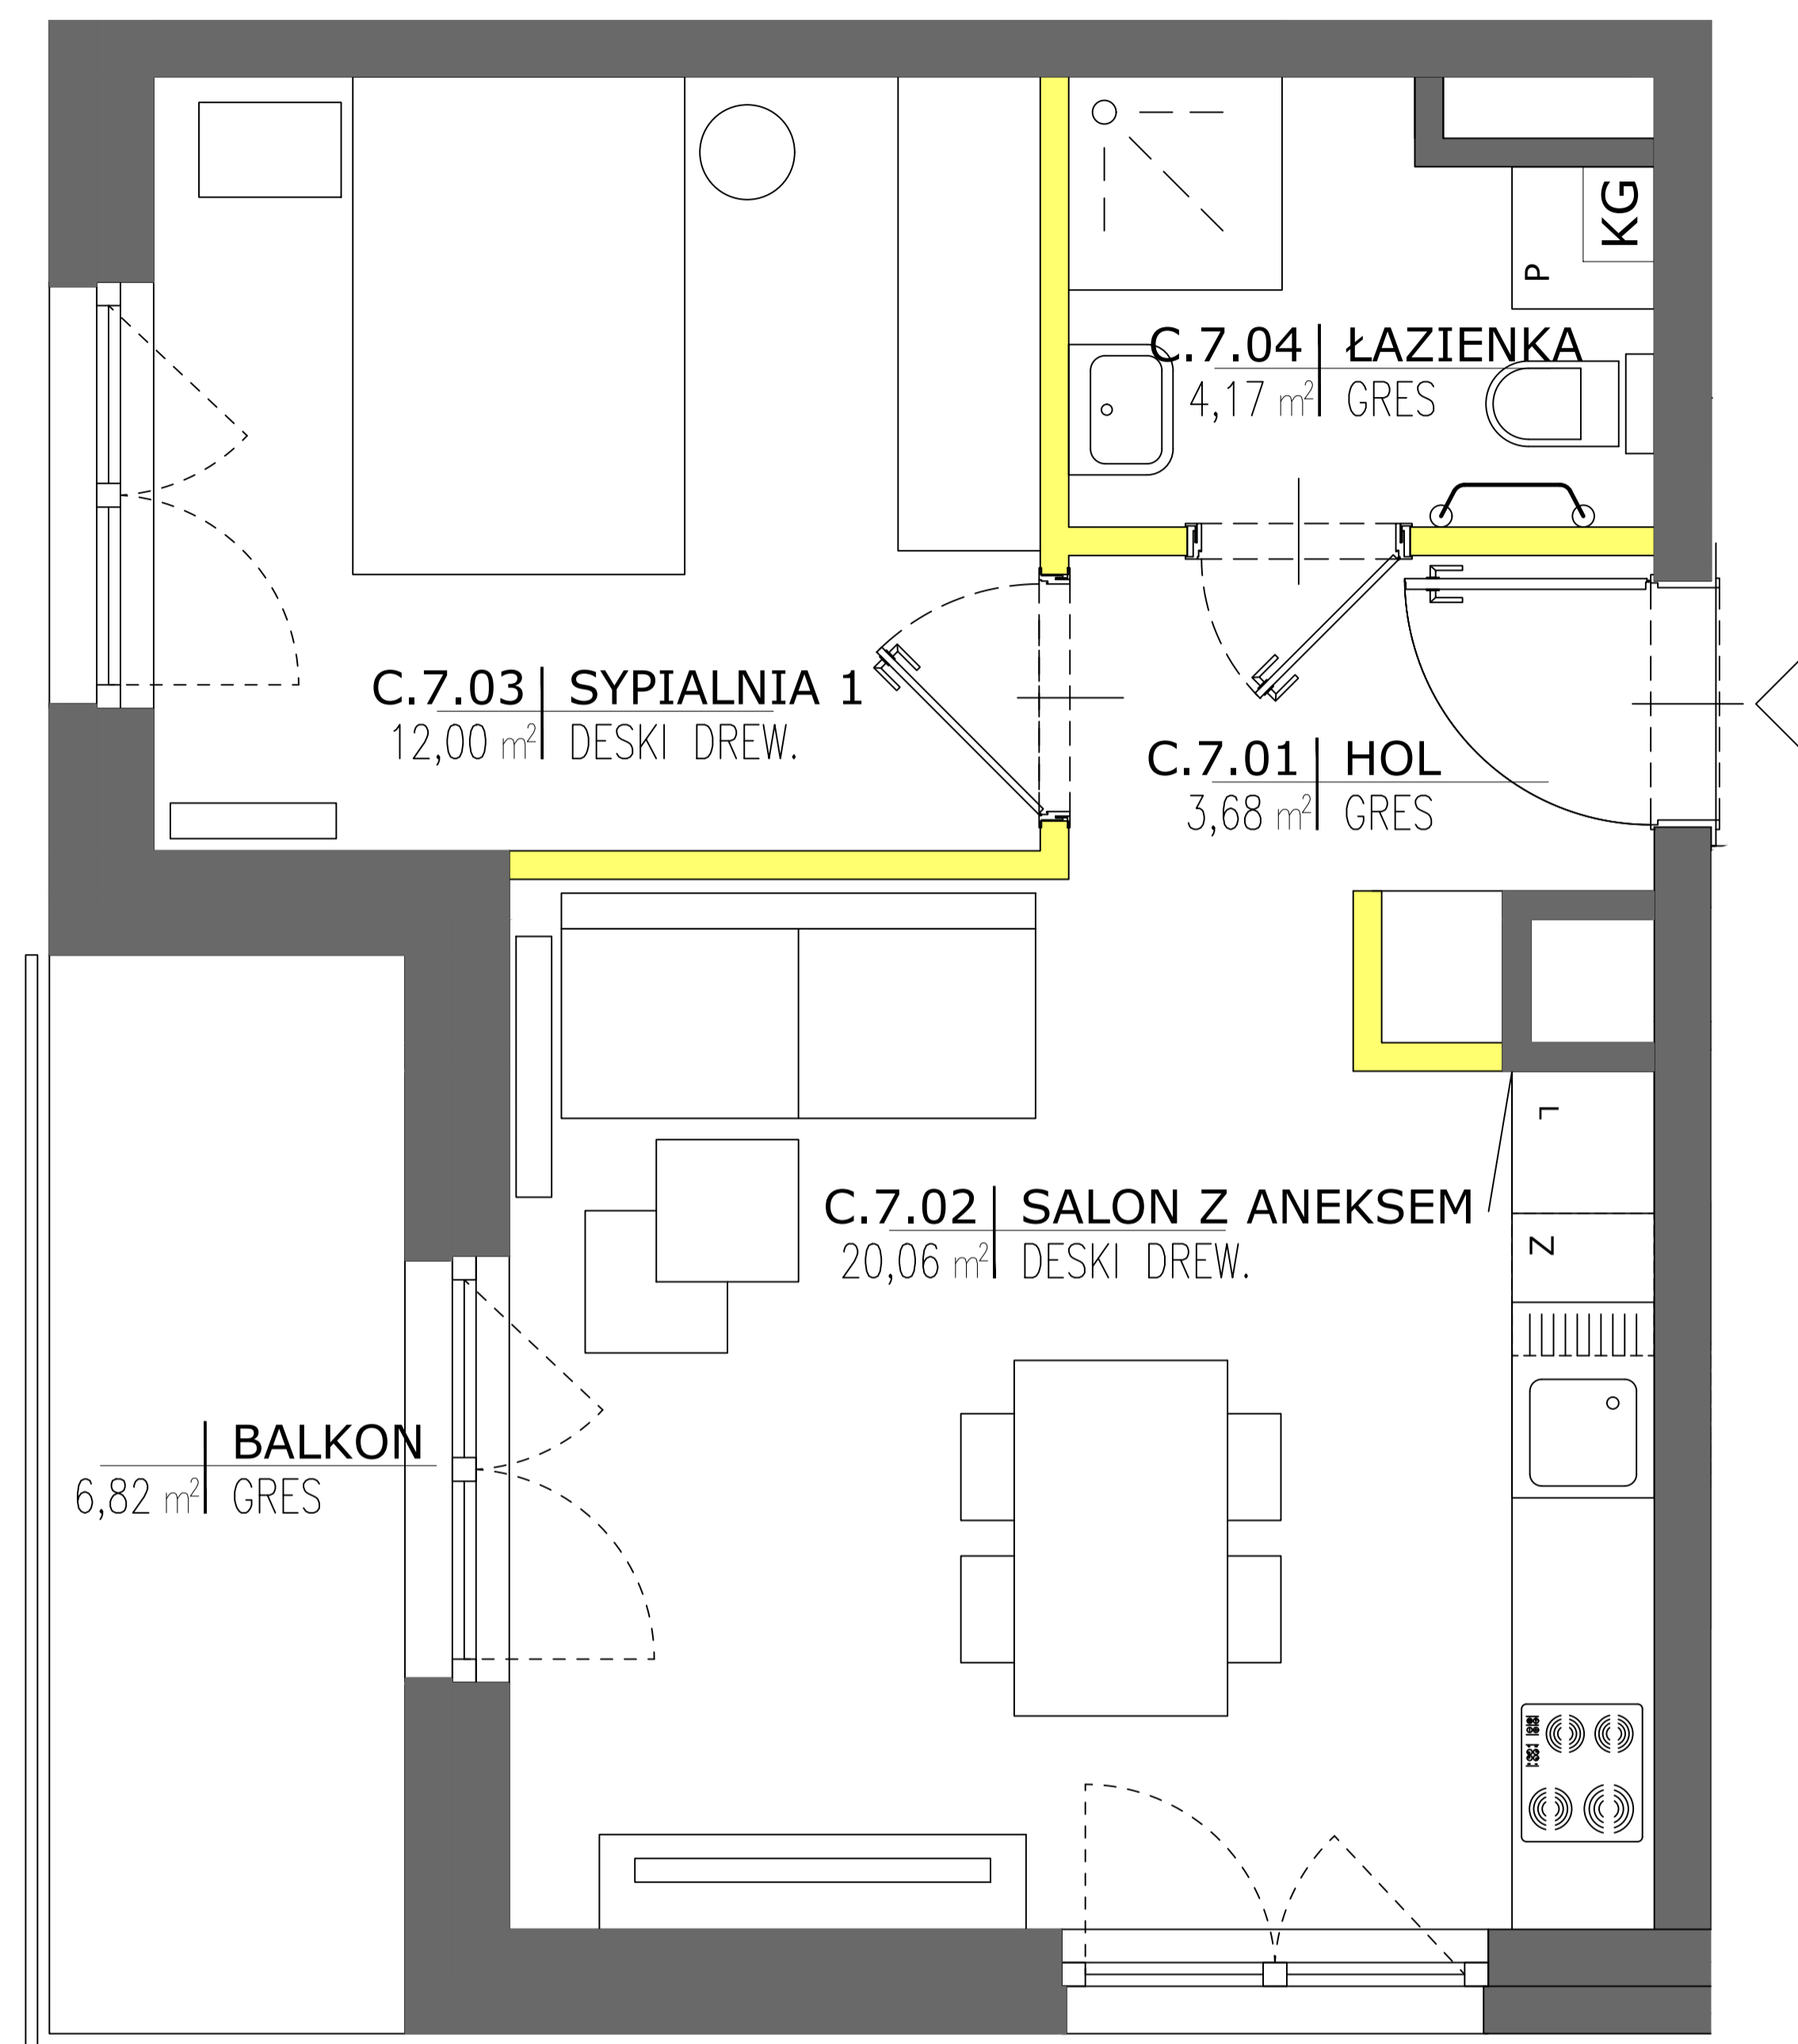 KG
P
C.7.04 ŁAZIENKA
4,17 m² GRES
C.7.03 SYPIALNIA 1
12,00 m² DESKI DREW.
C.7.01 HOL
3,68 m² GRES
L
C.7.02 SALON Z ANEKSEM
20,06 m² DESKI DREW.
Z
BALKON
6,82 m² GRES